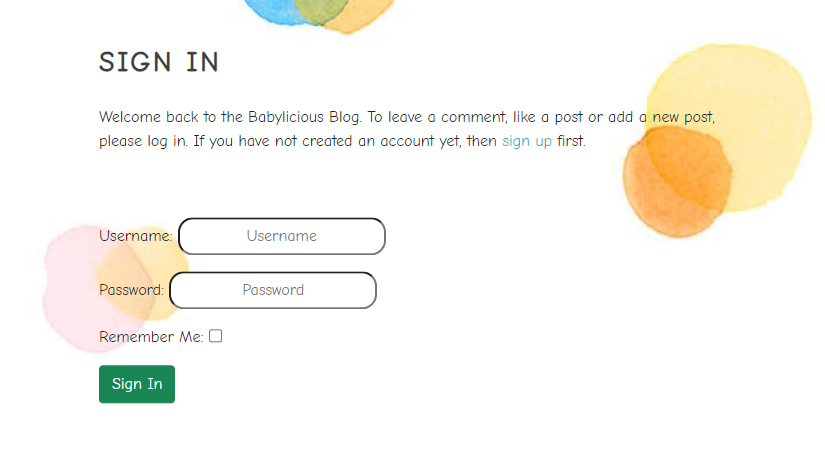 SIGN IN
Welcome back to the Babylicious Blog. To leave a comment, like a post or add a new post,
please log in. If you have not created an account yet, then sign up first.
Username: Username
Password: Password
Remember Me:
Sign In